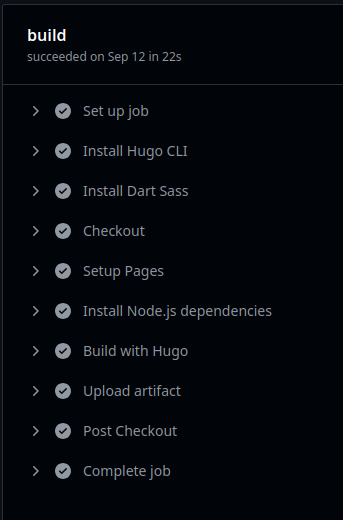 build
succeeded on Sep 12 in 22s
Set up job
Install Hugo CLI
Install Dart Sass
Checkout
Setup Pages
Install Node.js dependencies
Build with Hugo
Upload artifact
Post Checkout
Complete job